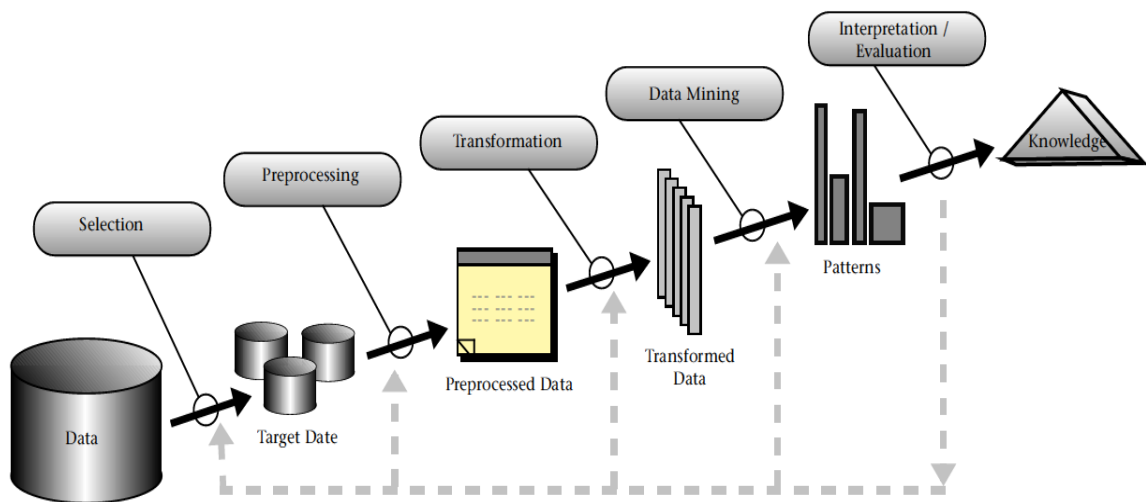 Interpretation /
Evaluation
Data Mining
Transformation
Preprocessing
Selection
Knowledge
Patterns
Transformed
Data
Preprocessed Data
Target Date
Data